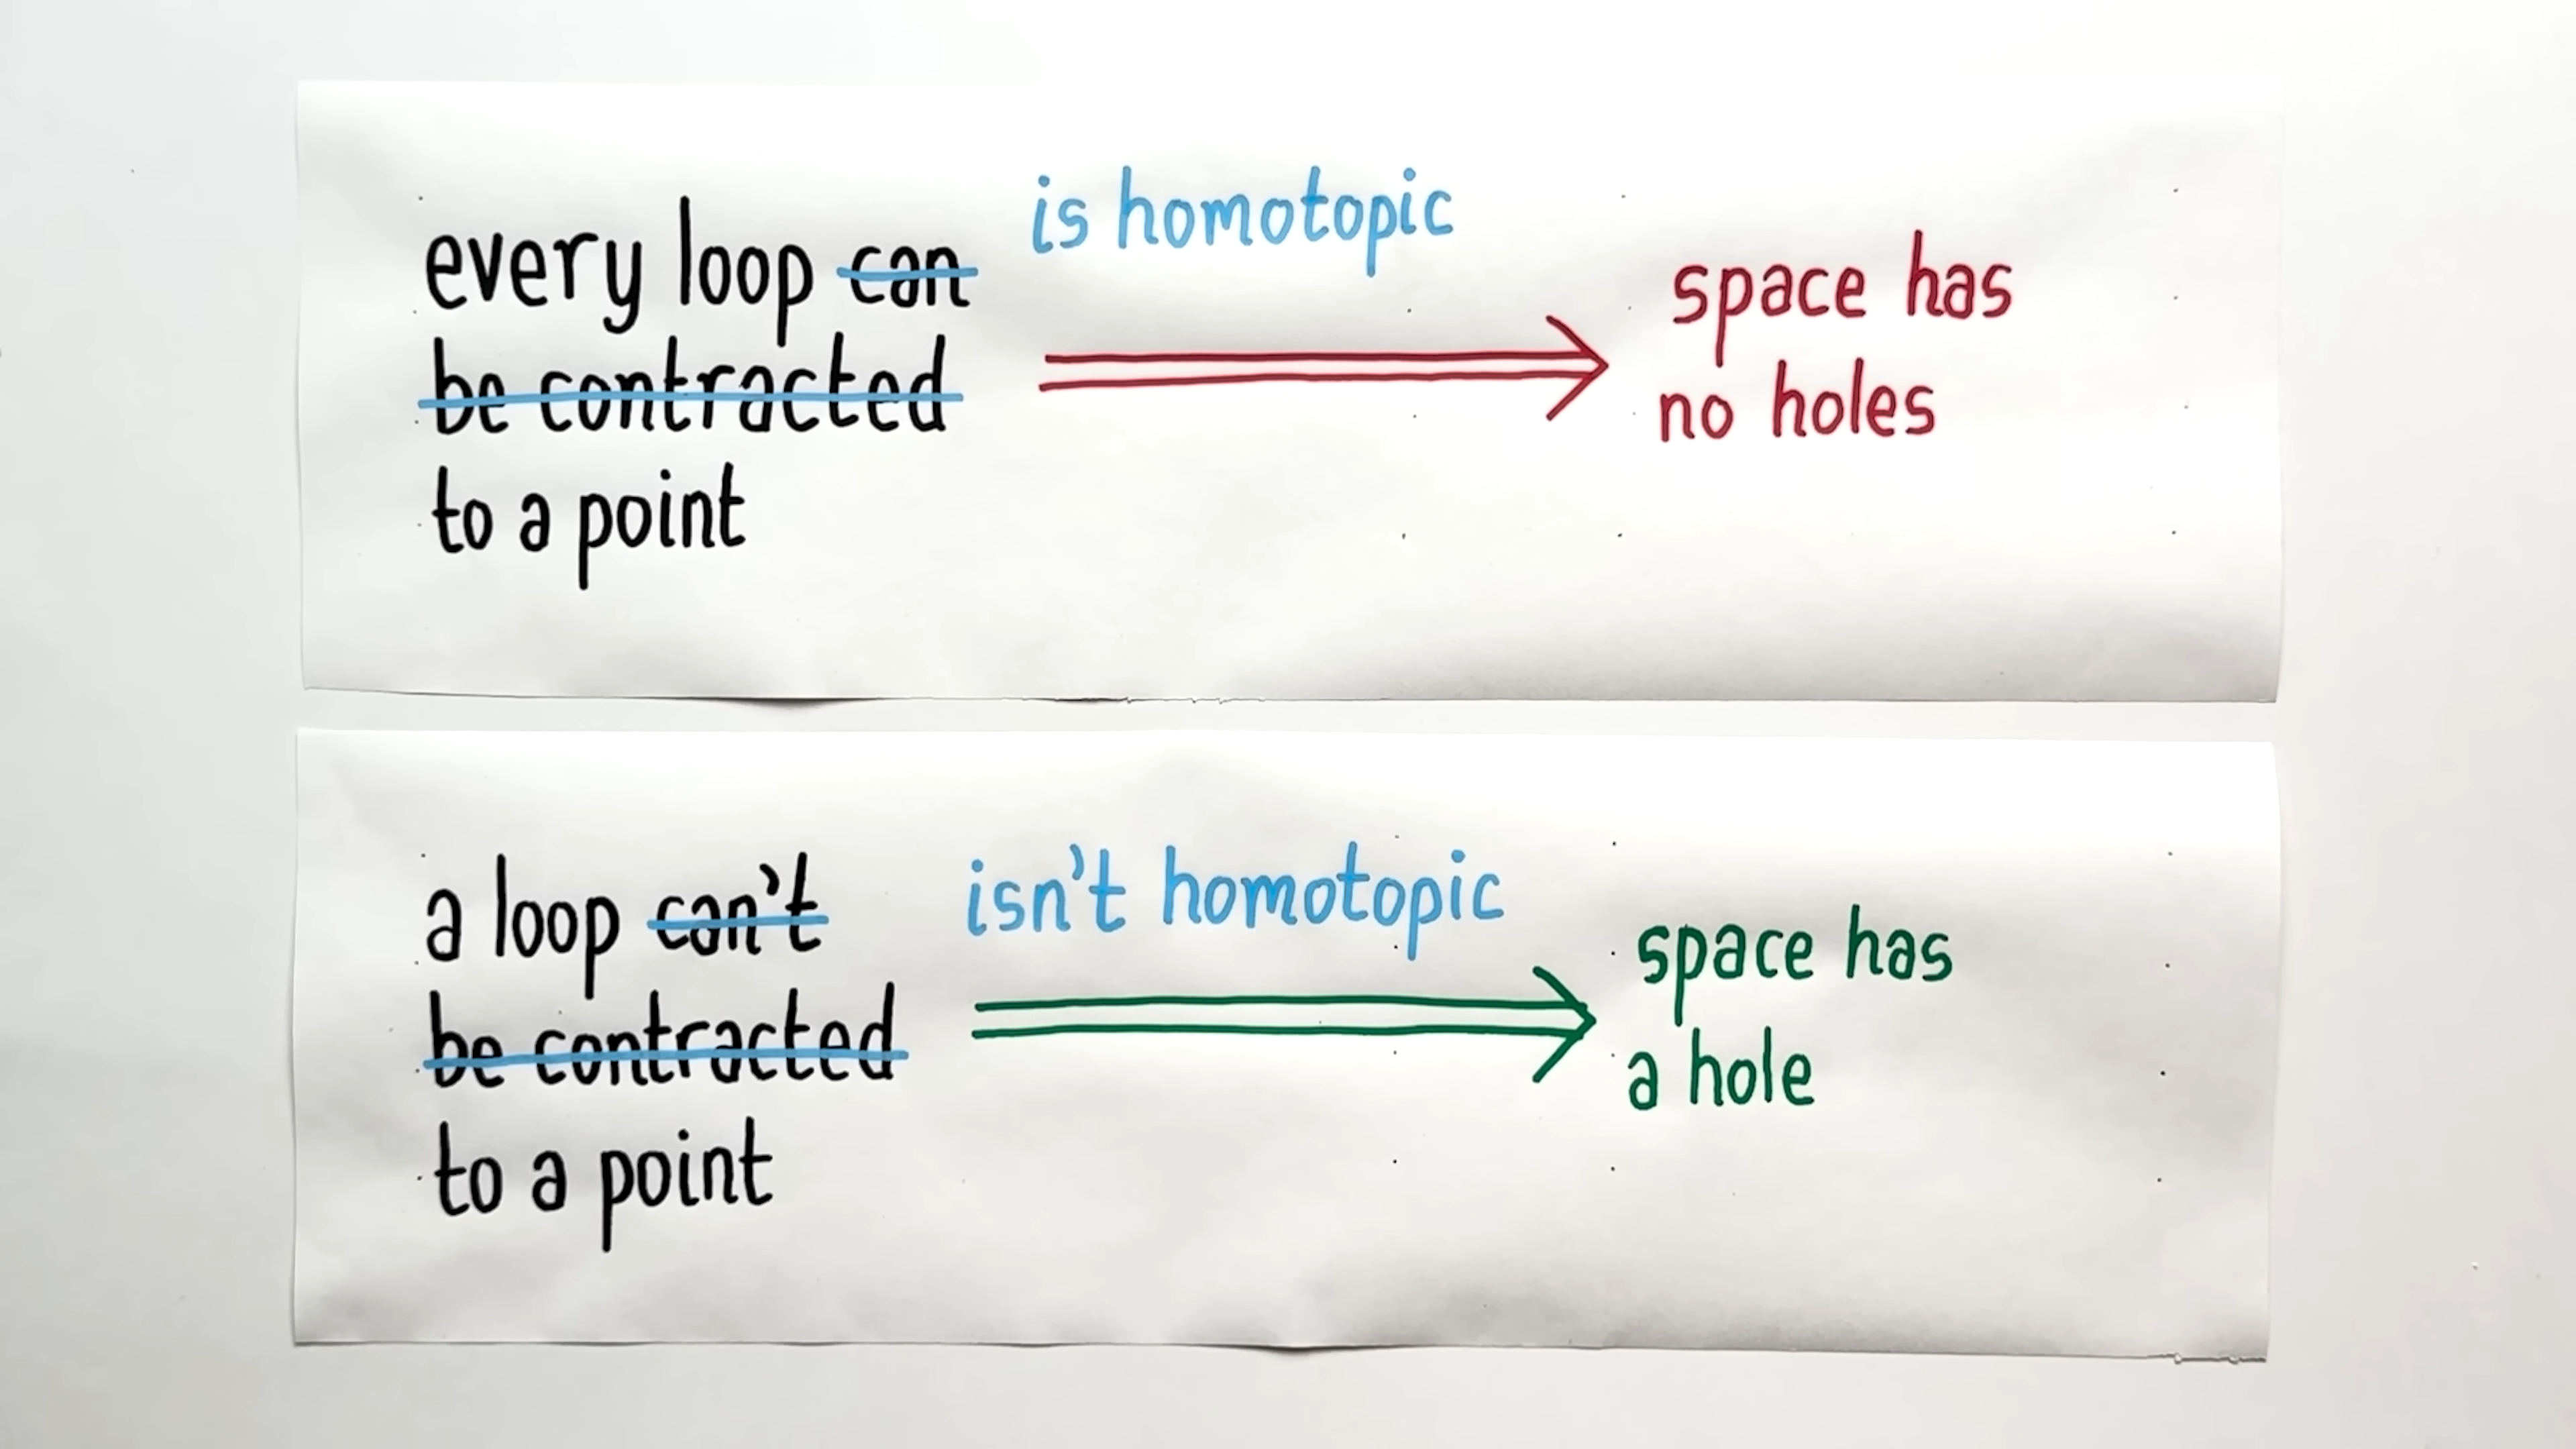 every loop can
is homotopic
be contracted
to a point
space has
no holes
a loop can't
isn't homotopic
be contracted
to a point
space has
a hole